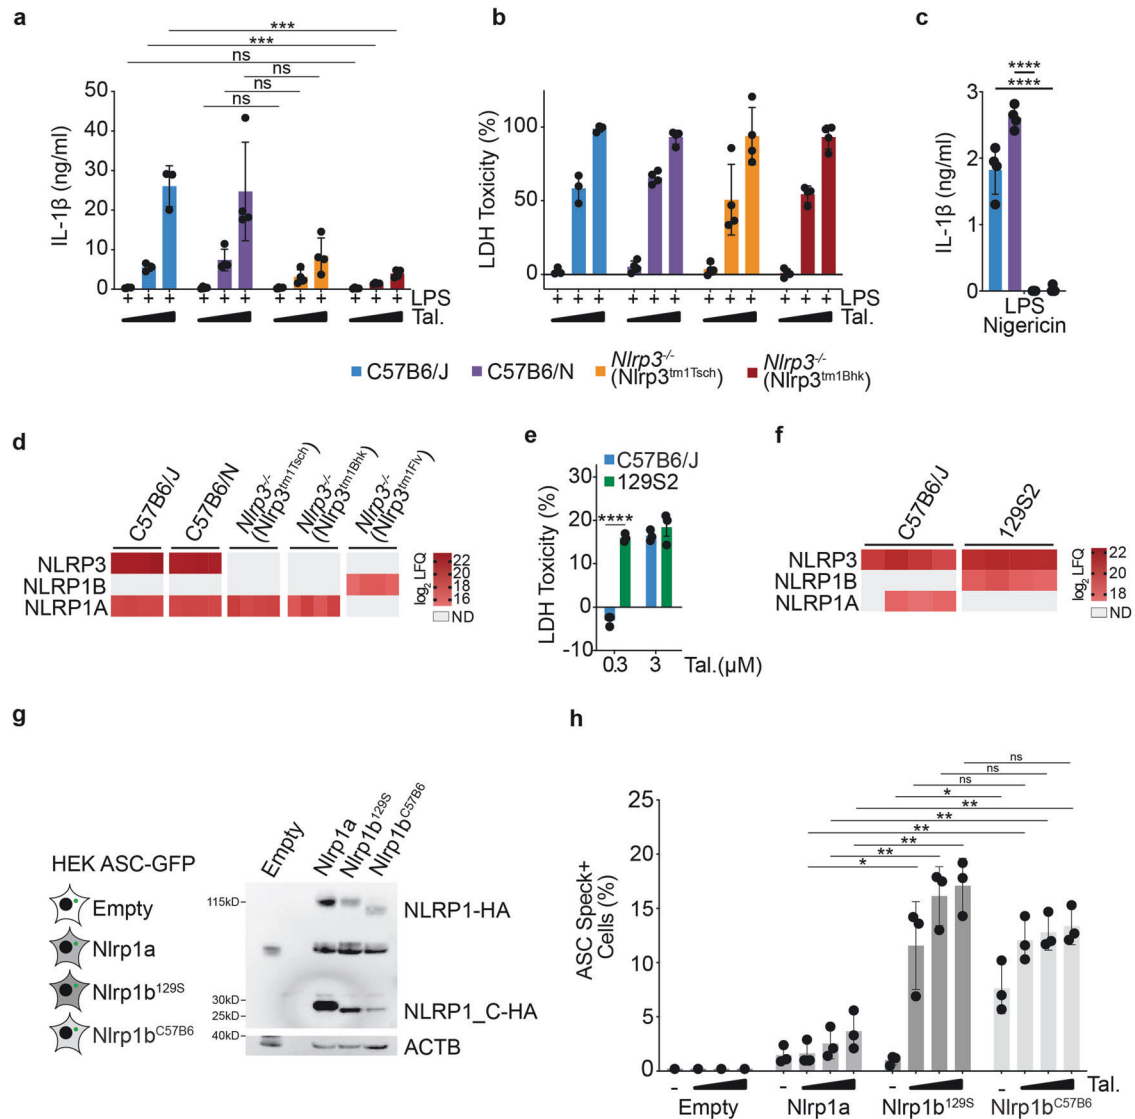 a
***
***
ns
ns
ns
ns
IL-1β (ng/ml)
50
40
30
20
10
0
+ + + + + + + + + + + + LPS
Tal.
b
LDH Toxicity (%)
100
50
0
+ + + + + + + + + + + + LPS
Tal.
c
****
****
IL-1β (ng/ml)
3
2
1
0
LPS
Nigericin
C57B6/J
C57B6/N
Nlrp3-/-
(Nlrp3tm1Tsch)
Nlrp3-/-
(Nlrp3tm1Bhk)
d
C57B6/J
C57B6/N
Nlrp3-/-
(Nlrp3tm1Tsch)
Nlrp3-/-
(Nlrp3tm1Bhk)
Nlrp3-/-
(Nlrp3tm1Flv)
NLRP3
NLRP1B
NLRP1A
log2 LFQ
22
20
18
16
ND
e
C57B6/J
129S2
LDH Toxicity (%)
30
20
10
0
-10
****
0.3 3 Tal.(μM)
f
C57B6/J
129S2
NLRP3
NLRP1B
NLRP1A
log2 LFQ
22
20
18
ND
g
HEK ASC-GFP
Empty
Nlrp1a
Nlrp1b129S
Nlrp1bC57B6
Empty
Nlrp1a
Nlrp1b129S
Nlrp1bC57B6
115kD
30kD
25kD
40kD
NLRP1-HA
NLRP1_C-HA
ACTB
h
ns
ns
ns
*
**
**
**
**
**
*
ASC Speck+
Cells (%)
25
20
15
10
5
0
- - - - Tal.
Empty Nlrp1a Nlrp1b129S Nlrp1bC57B6